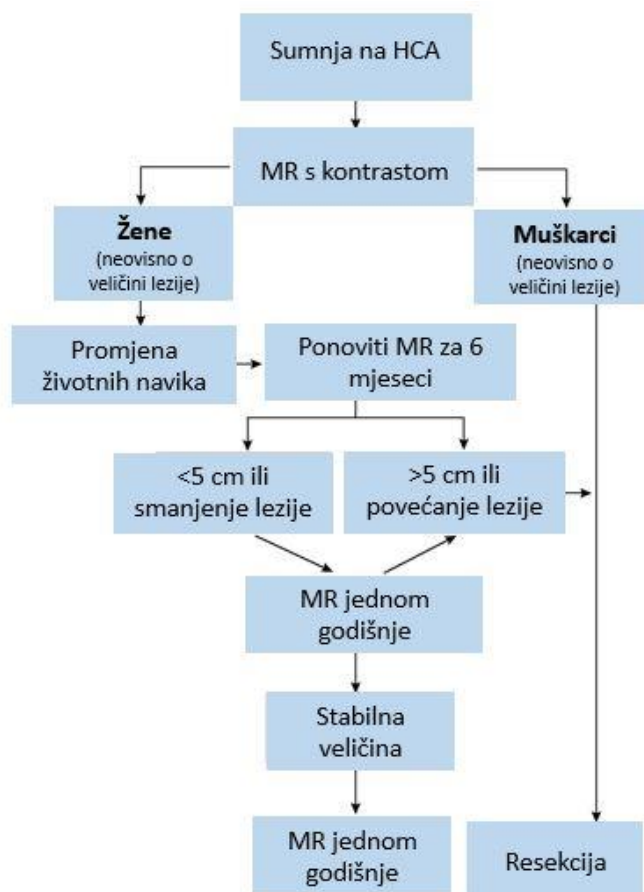 Sumnja na HCA
MR s kontrastom
Žene
(neovisno o
veličini lezije)
Muškarci
(neovisno o
veličini lezije)
Promjena
životnih navika
Ponoviti MR za 6
mjeseci
<5 cm ili
smanjenje lezije
>5 cm ili
povećanje lezije
MR jednom
godišnje
Stabilna
veličina
MR jednom
godišnje
Resekcija